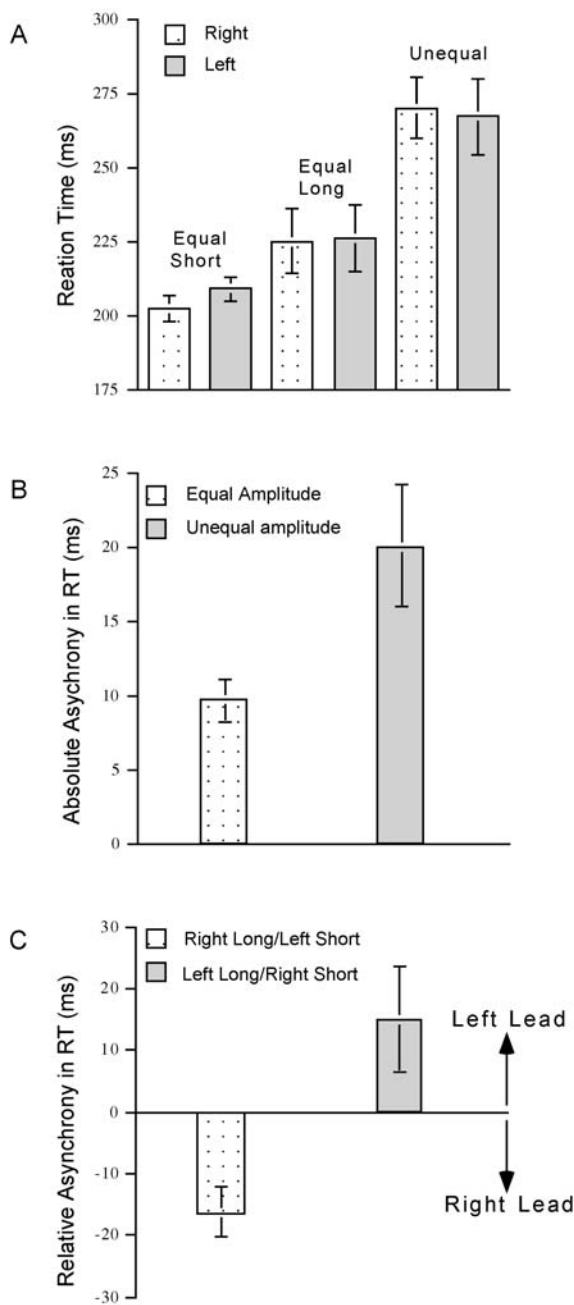 A
Reation Time (ms)
300
275
250
225
200
175
Right
Left
Equal
Short
Equal
Long
Unequal
B
Absolute Asychrony in RT (ms)
25
20
15
10
5
0
Equal Amplitude
Unequal amplitude
C
Relative Asynchrony in RT (ms)
30
20
10
0
-10
-20
-30
Right Long/Left Short
Left Long/Right Short
Left Lead
Right Lead